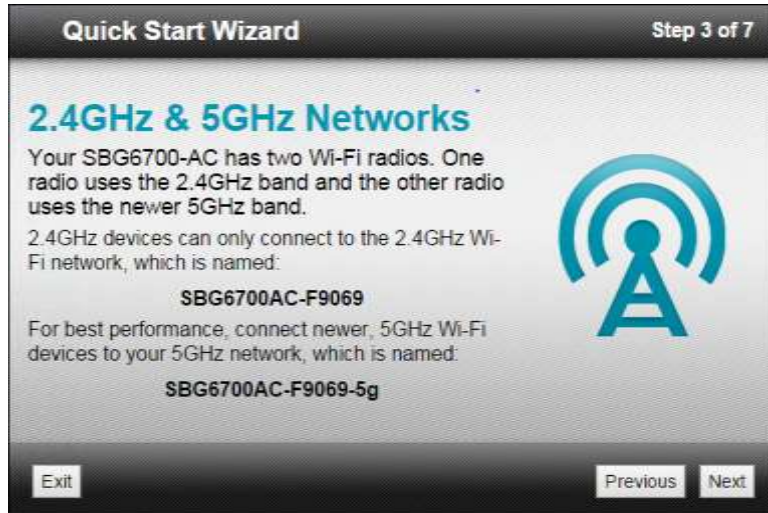 Quick Start Wizard
Step 3 of 7
2.4GHz & 5GHz Networks
Your SBG6700-AC has two Wi-Fi radios. One
radio uses the 2.4GHz band and the other radio
uses the newer 5GHz band.
2.4GHz devices can only connect to the 2.4GHz Wi-
Fi network, which is named:
SBG6700AC-F9069
For best performance, connect newer, 5GHz Wi-Fi
devices to your 5GHz network, which is named:
SBG6700AC-F9069-5g
Exit
Previous
Next